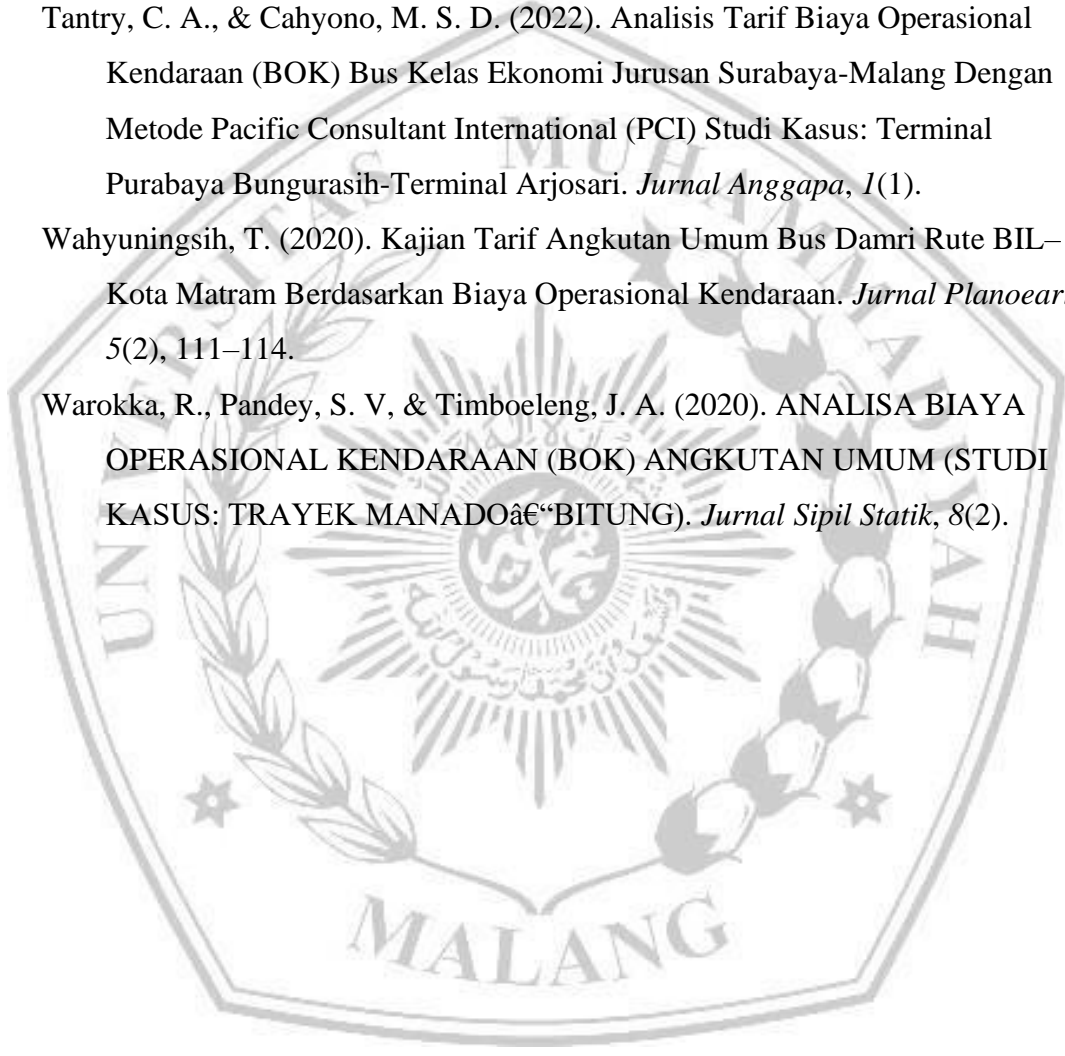 Tantry, C. A., & Cahyono, M. S. D. (2022). Analisis Tarif Biaya Operasional
Kendaraan (BOK) Bus Kelas Ekonomi Jurusan Surabaya-Malang Dengan
Metode Pacific Consultant International (PCI) Studi Kasus: Terminal
Purabaya Bungurasih-Terminal Arjosari. Jurnal Anggapa, 1(1).
Wahyuningsih, T. (2020). Kajian Tarif Angkutan Umum Bus Damri Rute BIL–
Kota Matram Berdasarkan Biaya Operasional Kendaraan. Jurnal
5(2), 111–114.
Warokka, R., Pandey, S. V, & Timboeleng, J. A. (2020). ANALISA BIAYA
OPERASIONAL KENDARAAN (BOK) ANGKUTAN UMUM (STUDI
KASUS: TRAYEK MANADOâ€“BITUNG). Jurnal Sipil Statik, 8(2).
UNIVERSITAS MUHAMMADIYAH
MALANG